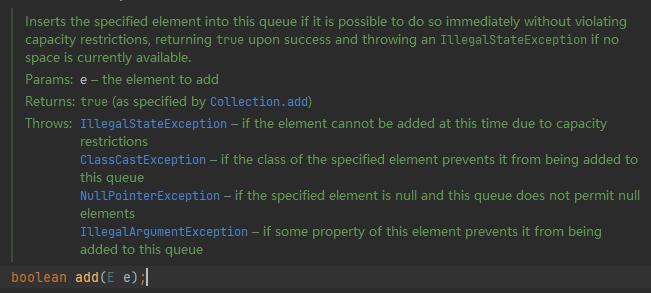 Inserts the specified element into this queue if it is possible to do so immediately without violating
capacity restrictions, returning true upon success and throwing an IllegalStateException if no
space is currently available.
Params: e – the element to add
Returns: true (as specified by Collection.add)
Throws: IllegalStateException – if the element cannot be added at this time due to capacity
restrictions
ClassCastException – if the class of the specified element prevents it from being added to
this queue
NullPointerException – if the specified element is null and this queue does not permit null
elements
IllegalArgumentException – if some property of this element prevents it from being
added to this queue
boolean add(E e);